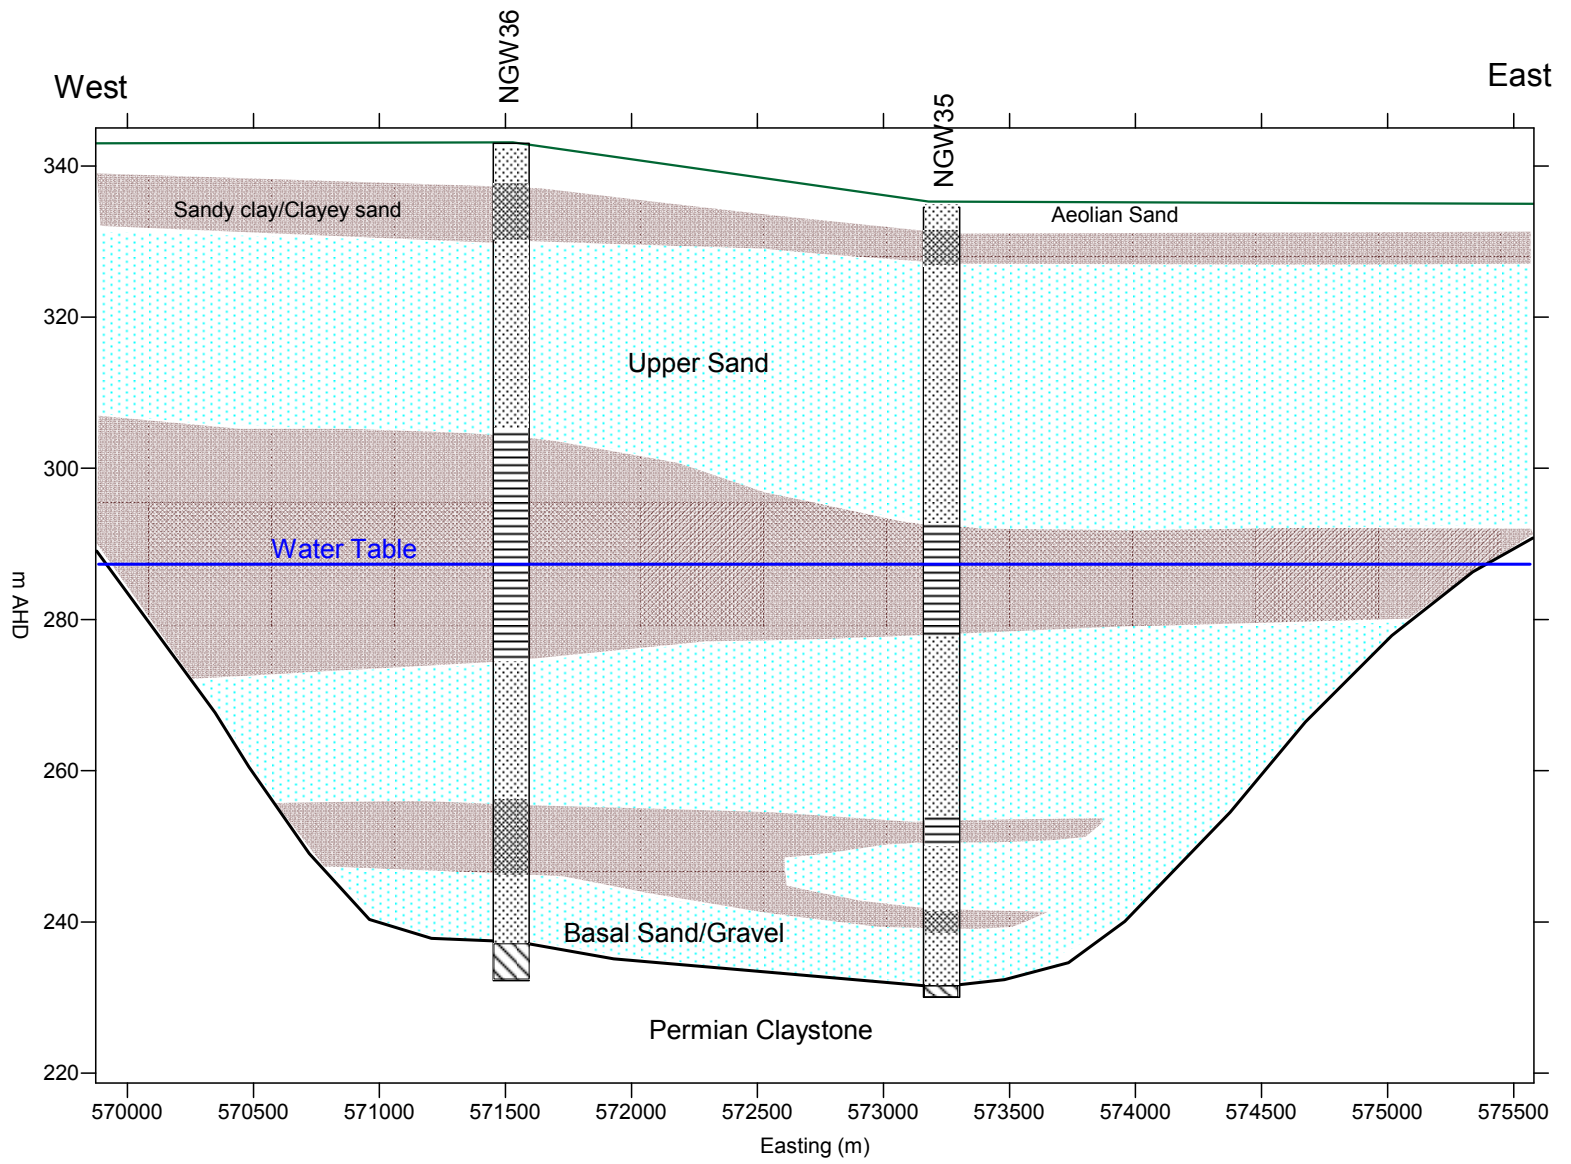 NGW36
West
East
NGW35
340
Sandy clay/Clayey sand
Aeolian Sand
320
Upper Sand
300
Water Table
m AHD
280
260
240
Basal Sand/Gravel
Permian Claystone
220
570000 570500 571000 571500 572000 572500 573000 573500 574000 574500 575000 575500
Easting (m)